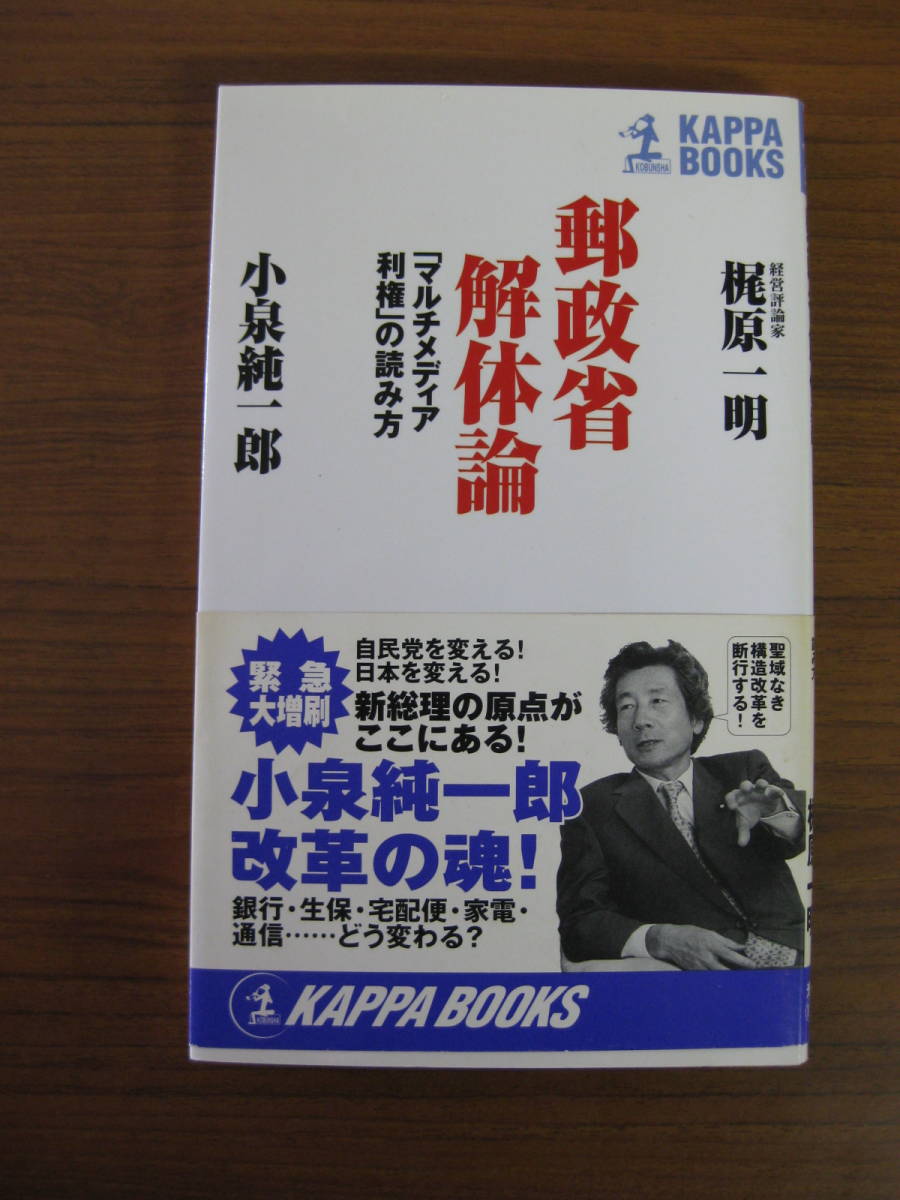 KOBUNSHA
KAPPA
BOOKS
経営評論家
梶原一明
郵政省
解体論
「マルチメディア
利権」の読み方
小泉純一郎
緊急
大増刷
自民党を変える!
日本を変える!
新総理の原点が
ここにある!
小泉純一郎
改革の魂!
銀行・生保・宅配便・家電・
通信……どう変わる?
聖域なき
構造改革を
断行する!
KOBUNSHA
KAPPA BOOKS